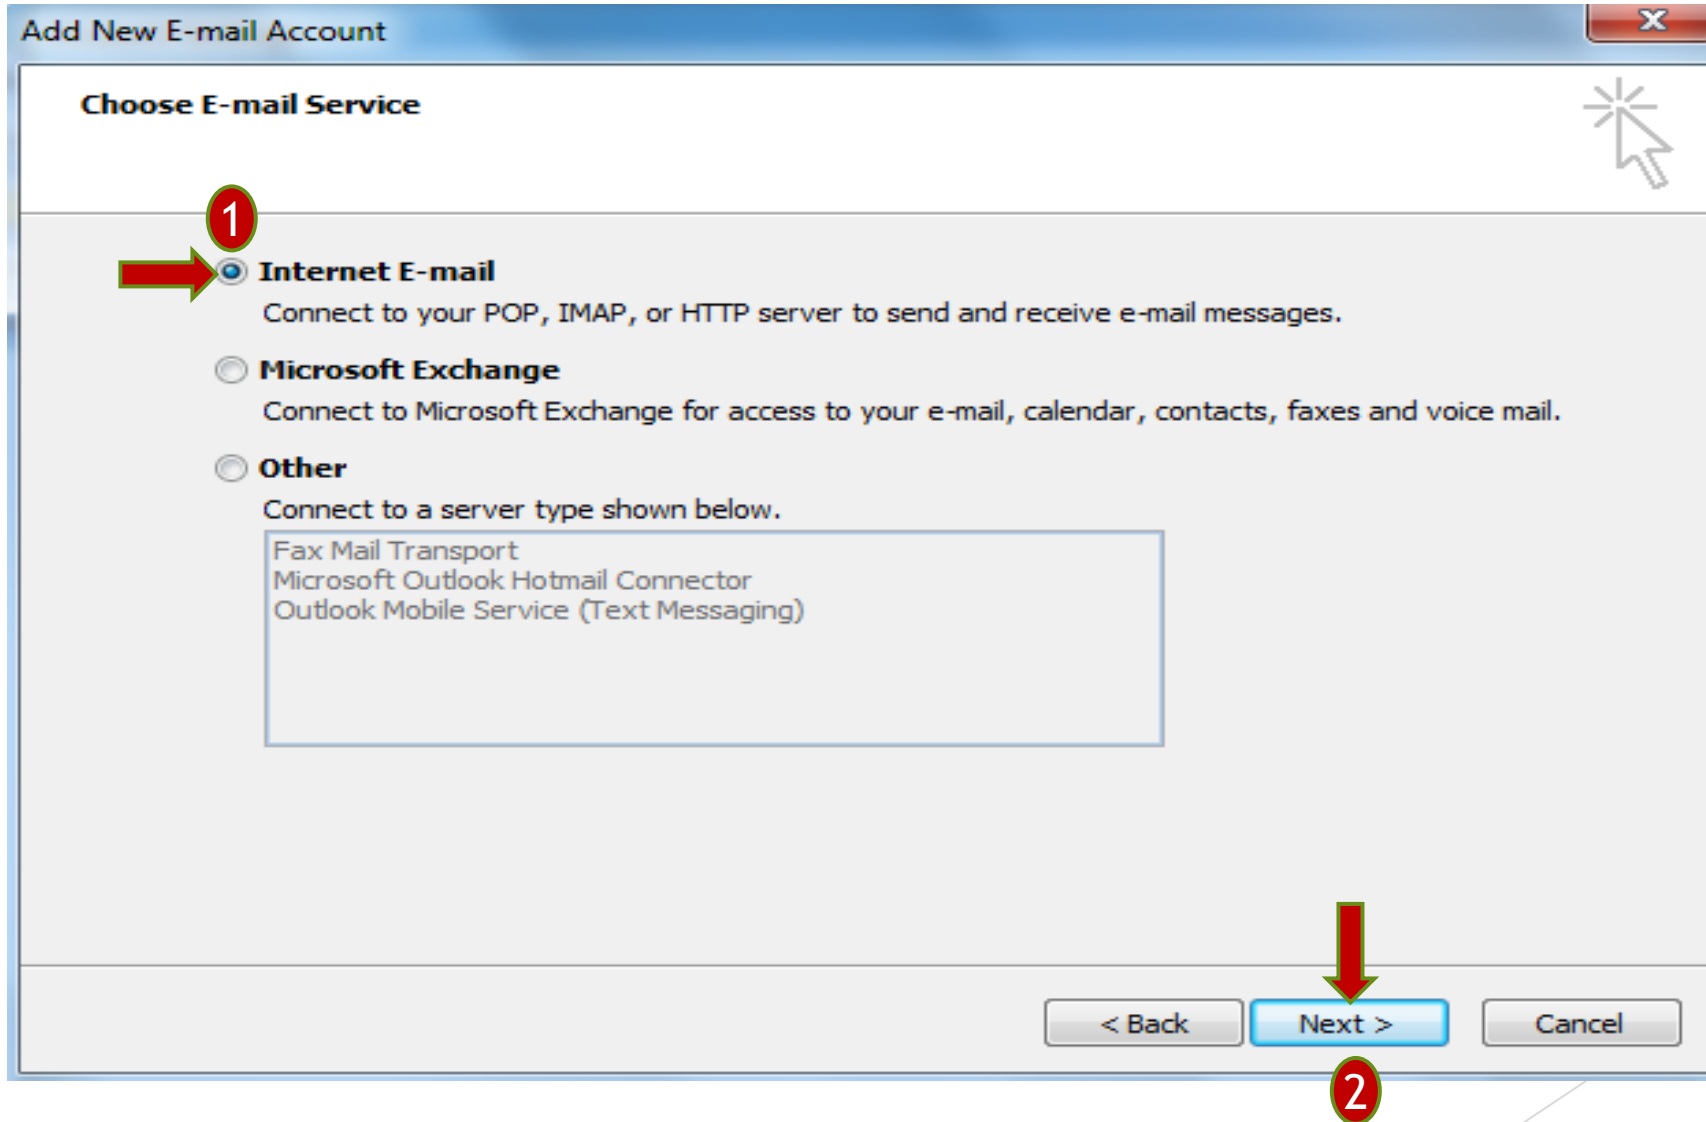 Add New E-mail Account
x
Choose E-mail Service
1
Internet E-mail
Connect to your POP, IMAP, or HTTP server to send and receive e-mail messages.
Microsoft Exchange
Connect to Microsoft Exchange for access to your e-mail, calendar, contacts, faxes and voice mail.
Other
Connect to a server type shown below.
Fax Mail Transport
Microsoft Outlook Hotmail Connector
Outlook Mobile Service (Text Messaging)
< Back
Next >
Cancel
2